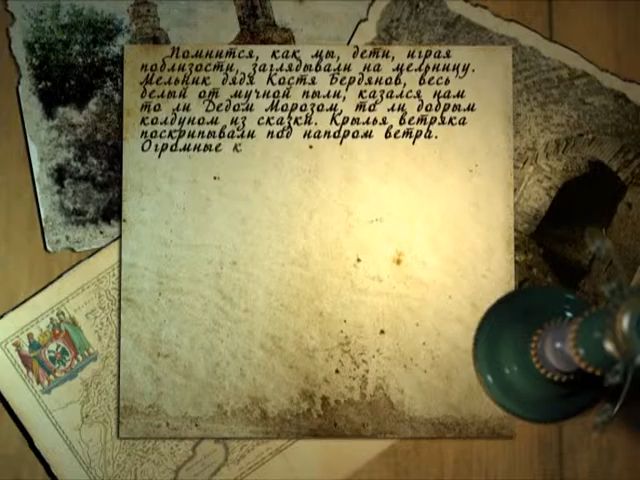 Помнится, как мы, дети, играя
поблизости, заглядывали на мельницу.
Мельник дядя Костя Бердянов, весь
белый от мучной пыли, казался нам
то ли Дедом Морозом, то ли добрым
колдуном из сказки. Крылья ветряка
поскрипывали под напором ветра.
Огромные к